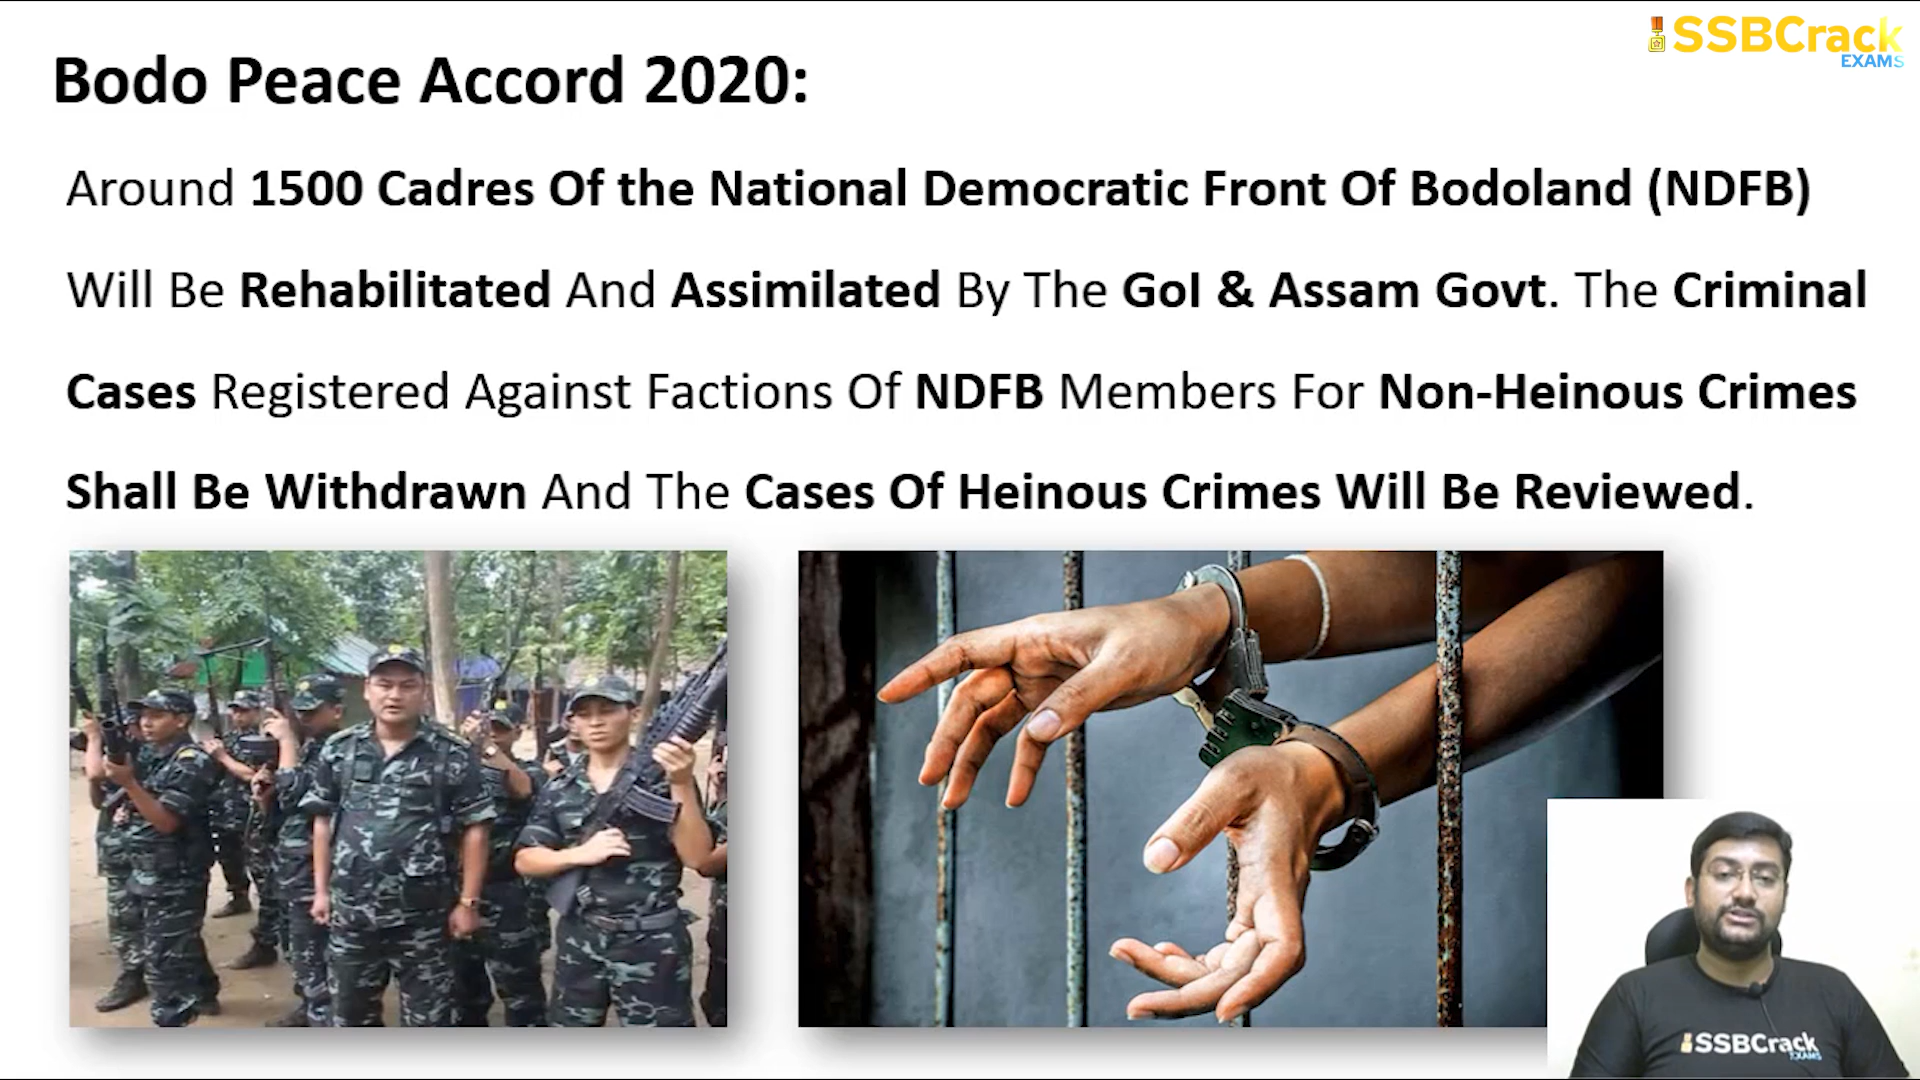 SSBCrack
EXAMS
Bodo Peace Accord 2020:
Around 1500 Cadres Of the National Democratic Front Of Bodoland (NDFB)
Will Be Rehabilitated And Assimilated By The GoI & Assam Govt. The Criminal
Cases Registered Against Factions Of NDFB Members For Non-Heinous Crimes
Shall Be Withdrawn And The Cases Of Heinous Crimes Will Be Reviewed.
SSBCrack
EXAMS